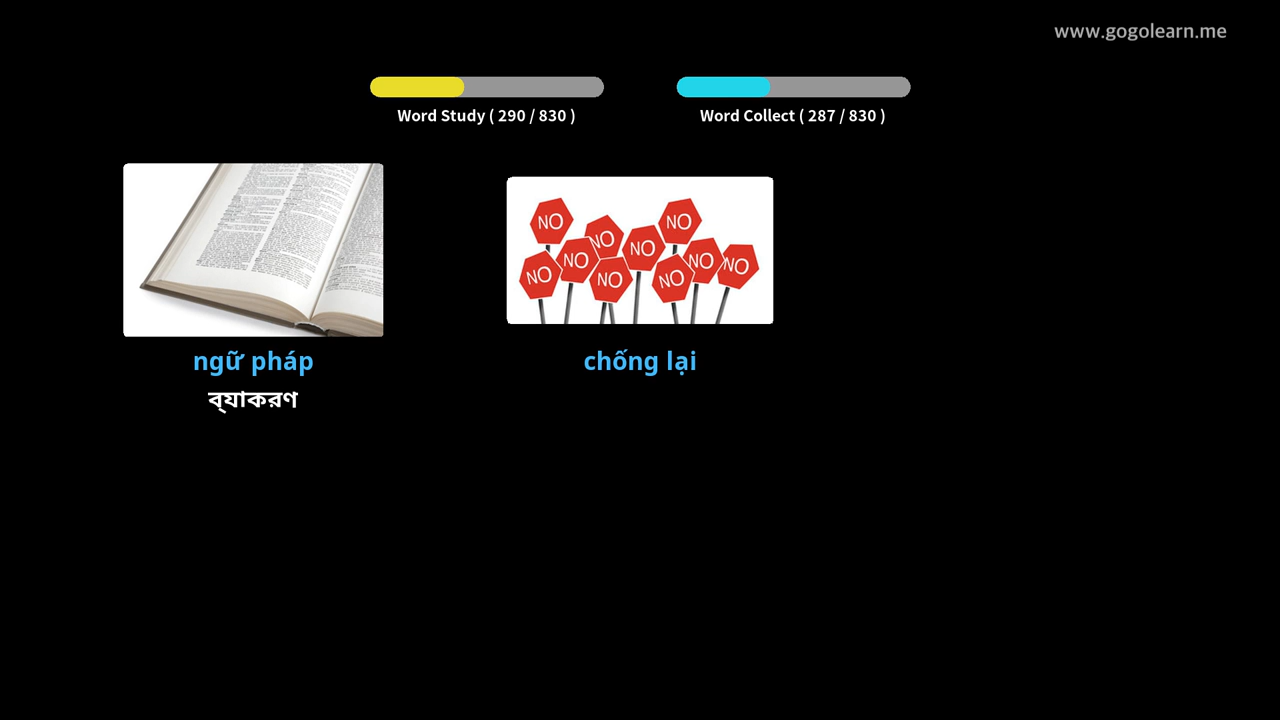 www.gogolearn.me
Word Study ( 290 / 830 )
Word Collect ( 287 / 830 )
NO
NO
NO
NO
NO
NO
NO
NO
NO
NO
ngữ pháp
chống lại
ব্যাকরণ